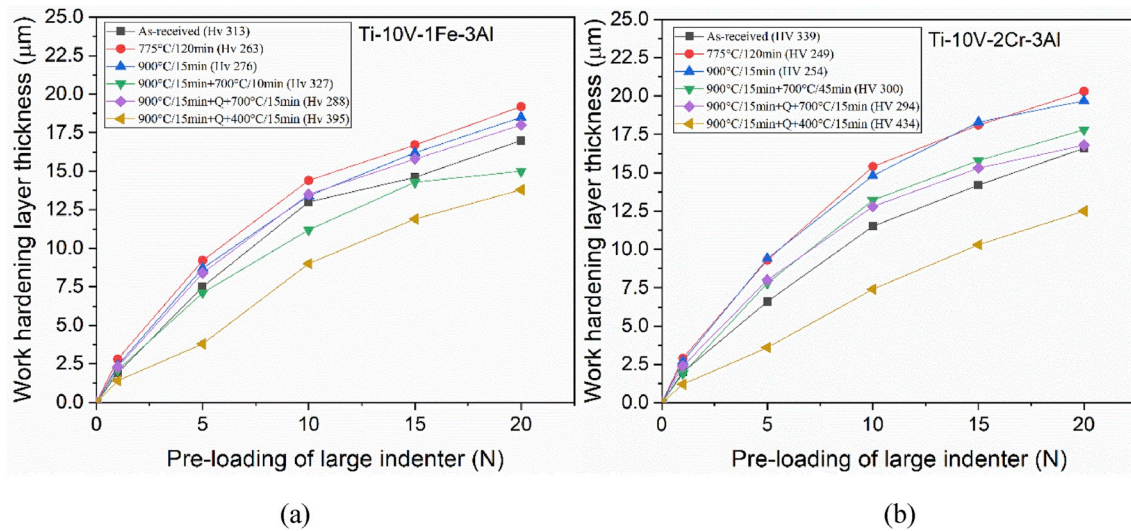 25.0
22.5
20.0
17.5
15.0
12.5
10.0
7.5
5.0
2.5
0.0
Work hardening layer thickness (μm)
As-received (Hv 313)
775°C/120min (Hv 263)
900°C/15min (Hv 276)
900°C/15min+700°C/10min (Hv 327)
900°C/15min+Q+700°C/15min (Hv 288)
900°C/15min+Q+400°C/15min (Hv 395)
Ti-10V-1Fe-3Al
0 5 10 15 20
Pre-loading of large indenter (N)
(a)
25.0
22.5
20.0
17.5
15.0
12.5
10.0
7.5
5.0
2.5
0.0
Work hardening layer thickness (μm)
As-received (HV 339)
775°C/120min (HV 249)
900°C/15min (HV 254)
900°C/15min+700°C/45min (HV 300)
900°C/15min+Q+700°C/15min (HV 294)
900°C/15min+Q+400°C/15min (HV 434)
Ti-10V-2Cr-3Al
0 5 10 15 20
Pre-loading of large indenter (N)
(b)